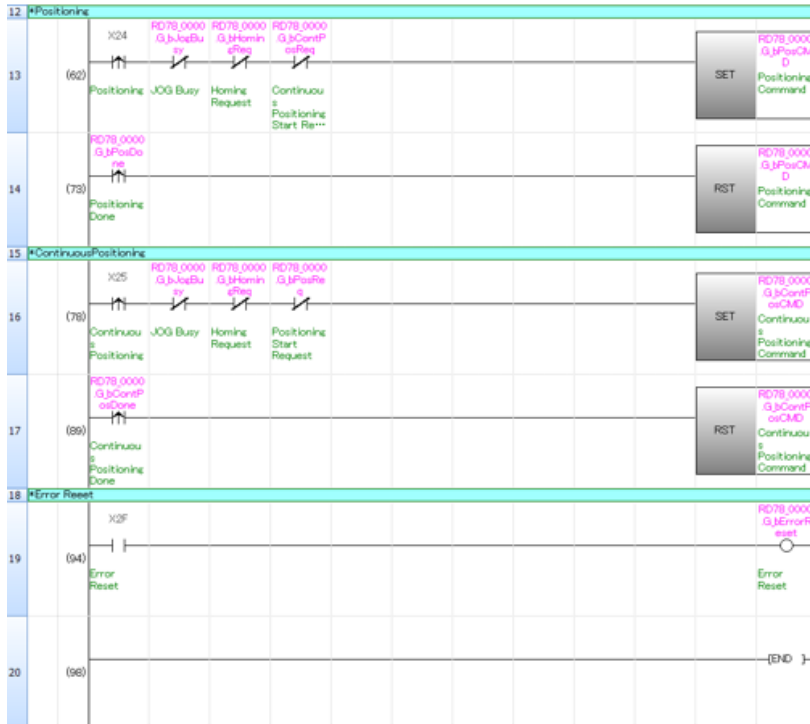 12 *Positioning
X24
RD78_0000 RD78_0000 RD78_0000
.G_bJogBu .G_bHomin .G_bContP
sy gReq osReq
RD78_0000
.G_bPosCM
D
13 (62)
SET
Positioning JOG Busy Homing Continuou
Request s
Positioning
Start Re…
Positioning
Command
RD78_0000
.G_bPosDo
ne
RD78_0000
.G_bPosCM
D
14 (73)
RST
Positioning
Done
Positioning
Command
15 *ContinuousPositioning
X25
RD78_0000 RD78_0000 RD78_0000
.G_bJogBu .G_bHomin .G_bPosRe
sy gReq q
RD78_0000
.G_bContP
osCMD
16 (78)
SET
Continuou JOG Busy Homing Positioning
s Request Start
Positioning Request
Continuou
s
Positioning
Command
RD78_0000
.G_bContP
osDone
RD78_0000
.G_bContP
osCMD
17 (89)
RST
Continuou
s
Positioning
Done
Continuou
s
Positioning
Command
18 *Error Reeet
X2F
RD78_0000
.G_bErrorR
eset
19 (94)
Error
Reset
Error
Reset
20 (98)
[END ]